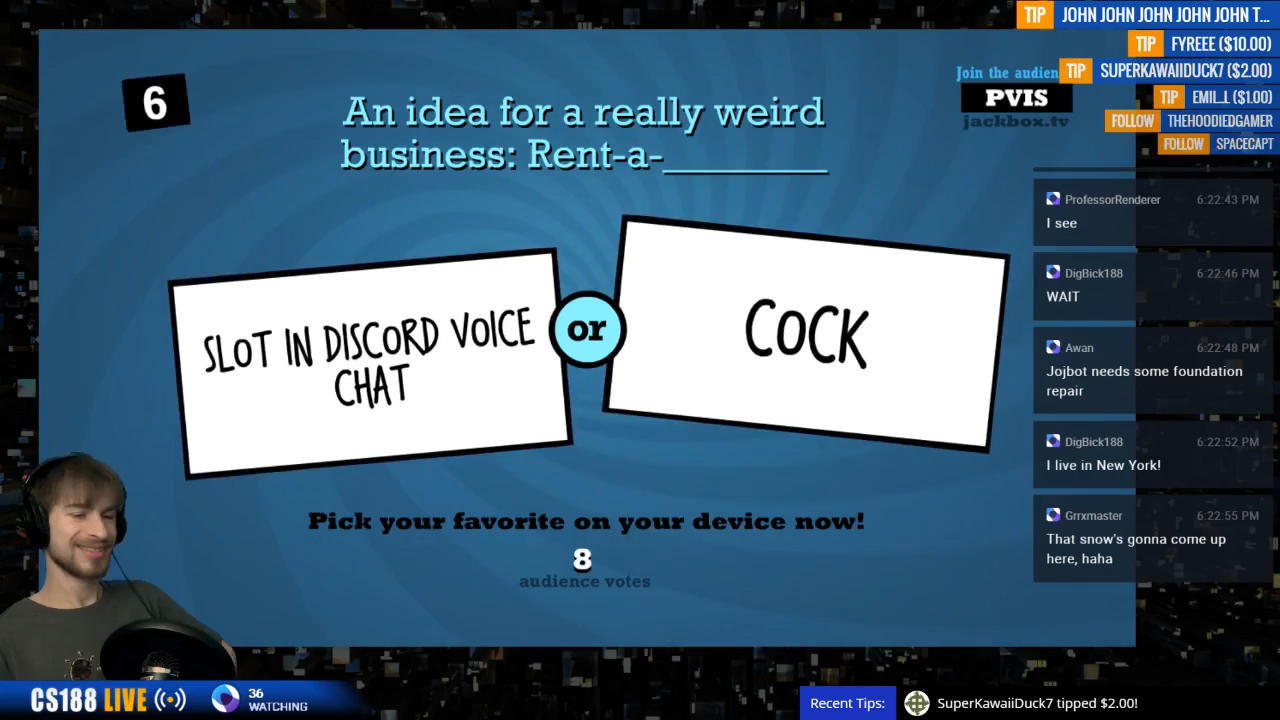 6
An idea for a really weird
business: Rent-a-________
Join the audien
PVIS
jackbox.tv
SLOT IN DISCORD VOICE
CHAT
or
COCK
Pick your favorite on your device now!
8
audience votes
TIP JOHN JOHN JOHN JOHN JOHN T...
TIP FYREEE ($10.00)
TIP SUPERKAWAIIDUCK7 ($2.00)
TIP EMIL_L ($1.00)
FOLLOW THEHOODIEDGAMER
FOLLOW SPACECAPT
ProfessorRenderer 6:22:43 PM
I see
DigBick188 6:22:46 PM
WAIT
Awan 6:22:48 PM
Jojbot needs some foundation
repair
DigBick188 6:22:52 PM
I live in New York!
Grrxmaster 6:22:55 PM
That snow's gonna come up
here, haha
CS188 LIVE
36
WATCHING
Recent Tips: SuperKawaiiDuck7 tipped $2.00!